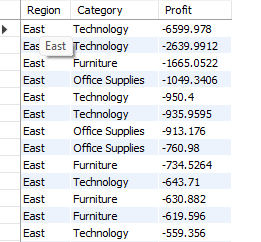 Region Category Profit
East Technology -6599.978
East East Technology -2639.9912
East Furniture -1665.0522
East Office Supplies -1049.3406
East Technology -950.4
East Technology -935.9595
East Office Supplies -913.176
East Office Supplies -760.98
East Furniture -734.5264
East Technology -643.71
East Furniture -630.882
East Furniture -619.596
East Technology -559.356